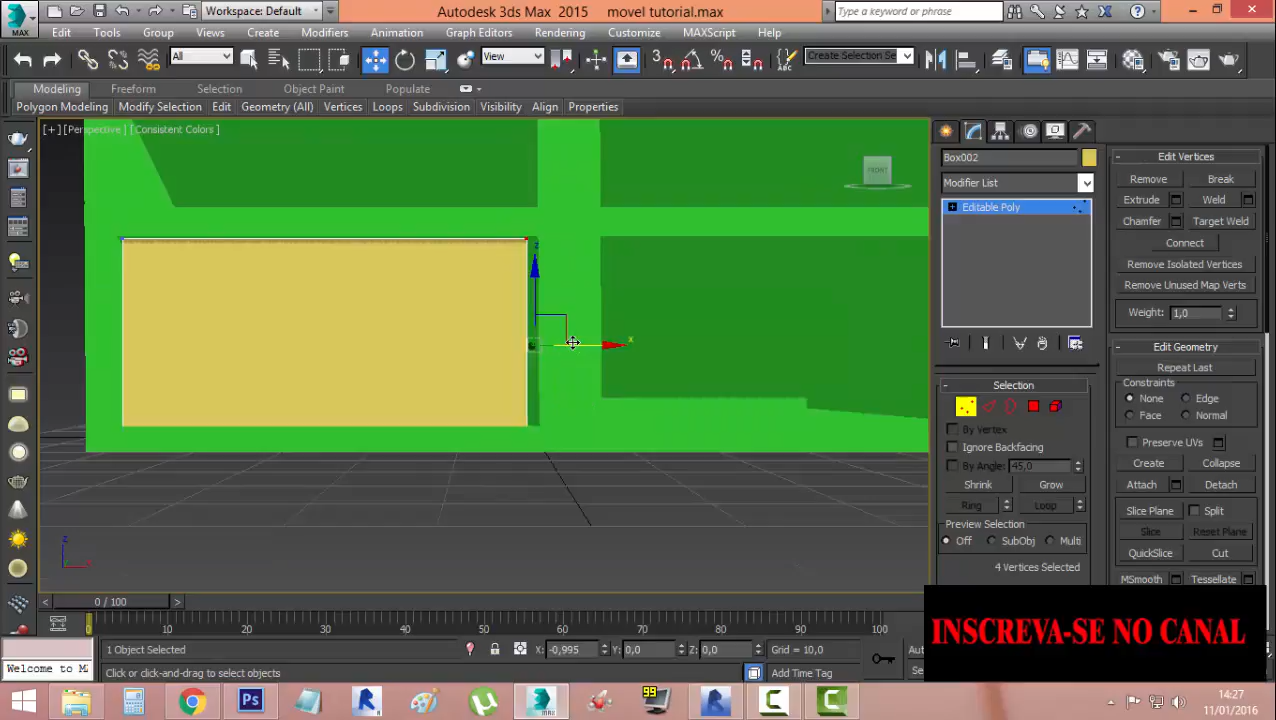 Workspace: Default
Autodesk 3ds Max 2015    movel tutorial.max
Type a keyword or phrase
MAX
Edit Tools Group Views Create Modifiers Animation Graph Editors Rendering Customize MAXScript Help
All View Create Selection Se
Modeling Freeform Selection Object Paint Populate
Polygon Modeling Modify Selection Edit Geometry (All) Vertices Loops Subdivision Visibility Align Properties
[+] [Perspective] [Consistent Colors]
FRONT
z
x
Box002
Modifier List
Editable Poly
Selection
By Vertex
Ignore Backfacing
By Angle: 45,0
Shrink Grow
Ring Loop
Preview Selection
Off SubObj Multi
4 Vertices Selected
Edit Vertices
Remove Break
Extrude Weld
Chamfer Target Weld
Connect
Remove Isolated Vertices
Remove Unused Map Verts
Weight: 1,0
Edit Geometry
Repeat Last
Constraints
None Edge
Face Normal
Preserve UVs
Create Collapse
Attach Detach
Slice Plane Split
Slice Reset Plane
QuickSlice Cut
MSmooth Tessellate
INSCREVA-SE NO CANAL
0 / 100
0 10 20 30 40 50 60 70 80 90 100
1 Object Selected X: -0,995 Y: 0,0 Z: 0,0 Grid = 10,0
Welcome to M
Click or click-and-drag to select objects Add Time Tag
99
14:27
11/01/2016